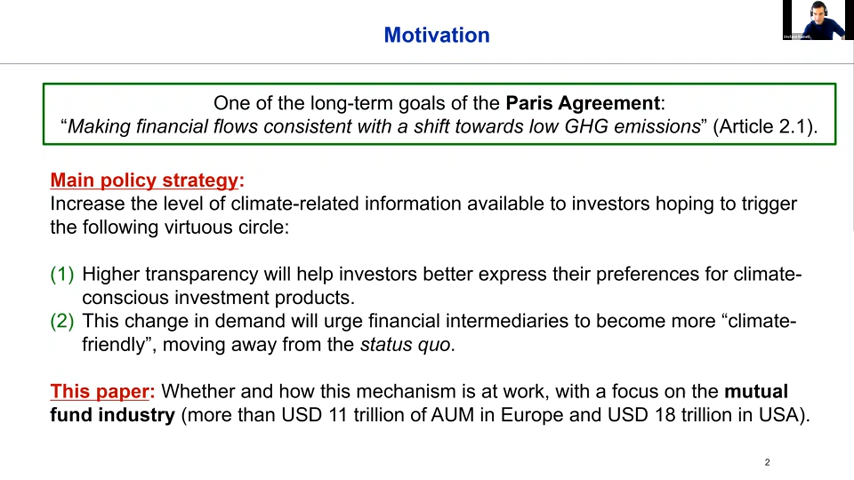 Motivation
One of the long-term goals of the Paris Agreement:
“Making financial flows consistent with a shift towards low GHG emissions” (Article 2.1).
Main policy strategy:
Increase the level of climate-related information available to investors hoping to trigger
the following virtuous circle:
(1) Higher transparency will help investors better express their preferences for climate-
conscious investment products.
(2) This change in demand will urge financial intermediaries to become more “climate-
friendly”, moving away from the status quo.
This paper: Whether and how this mechanism is at work, with a focus on the mutual
fund industry (more than USD 11 trillion of AUM in Europe and USD 18 trillion in USA).
2